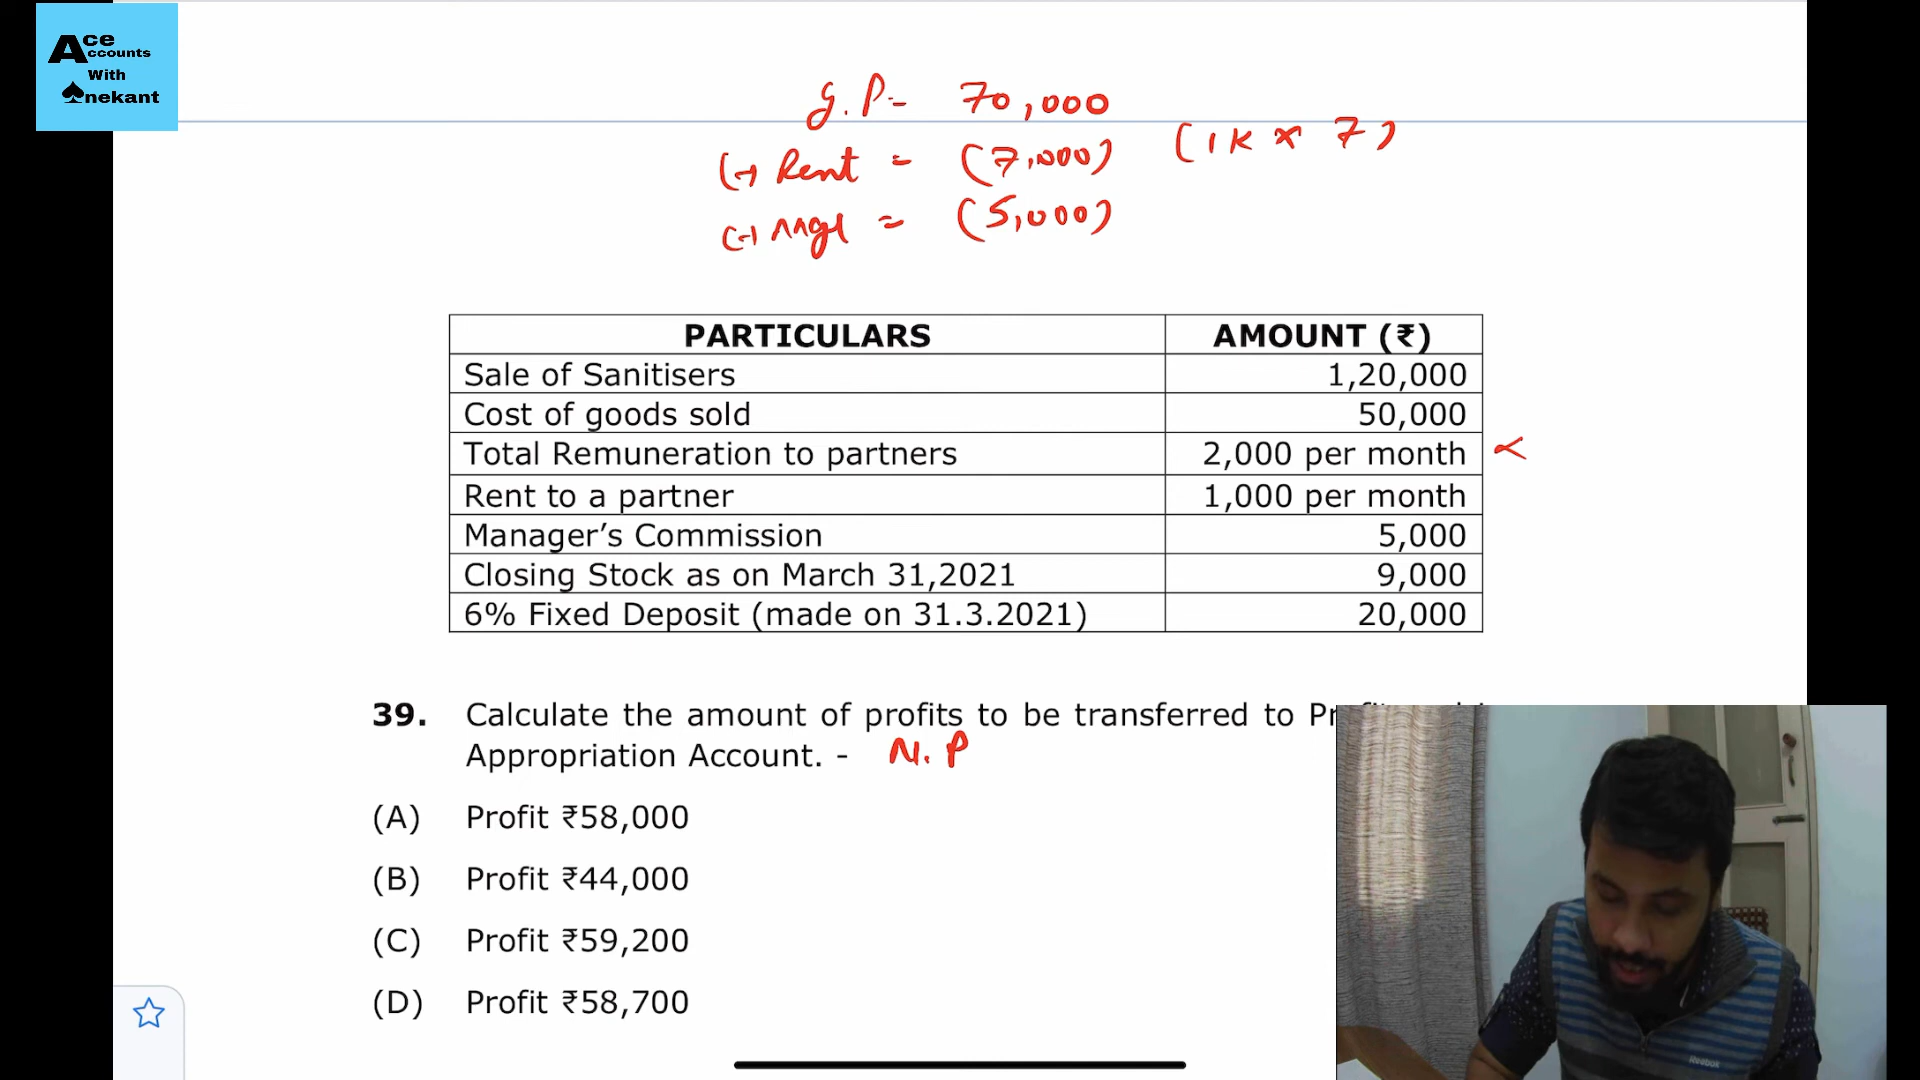 Ace
Accounts
With
Anekant
G.P= 70,000
(-) Rent = (7,000) (1K × 7)
(-) Mngr = (5,000)
PARTICULARS AMOUNT (₹)
Sale of Sanitisers 1,20,000
Cost of goods sold 50,000
Total Remuneration to partners 2,000 per month
Rent to a partner 1,000 per month
Manager’s Commission 5,000
Closing Stock as on March 31,2021 9,000
6% Fixed Deposit (made on 31.3.2021) 20,000
39. Calculate the amount of profits to be transferred to
Appropriation Account. - N.P
(A) Profit ₹58,000
(B) Profit ₹44,000
(C) Profit ₹59,200
(D) Profit ₹58,700
Reebok